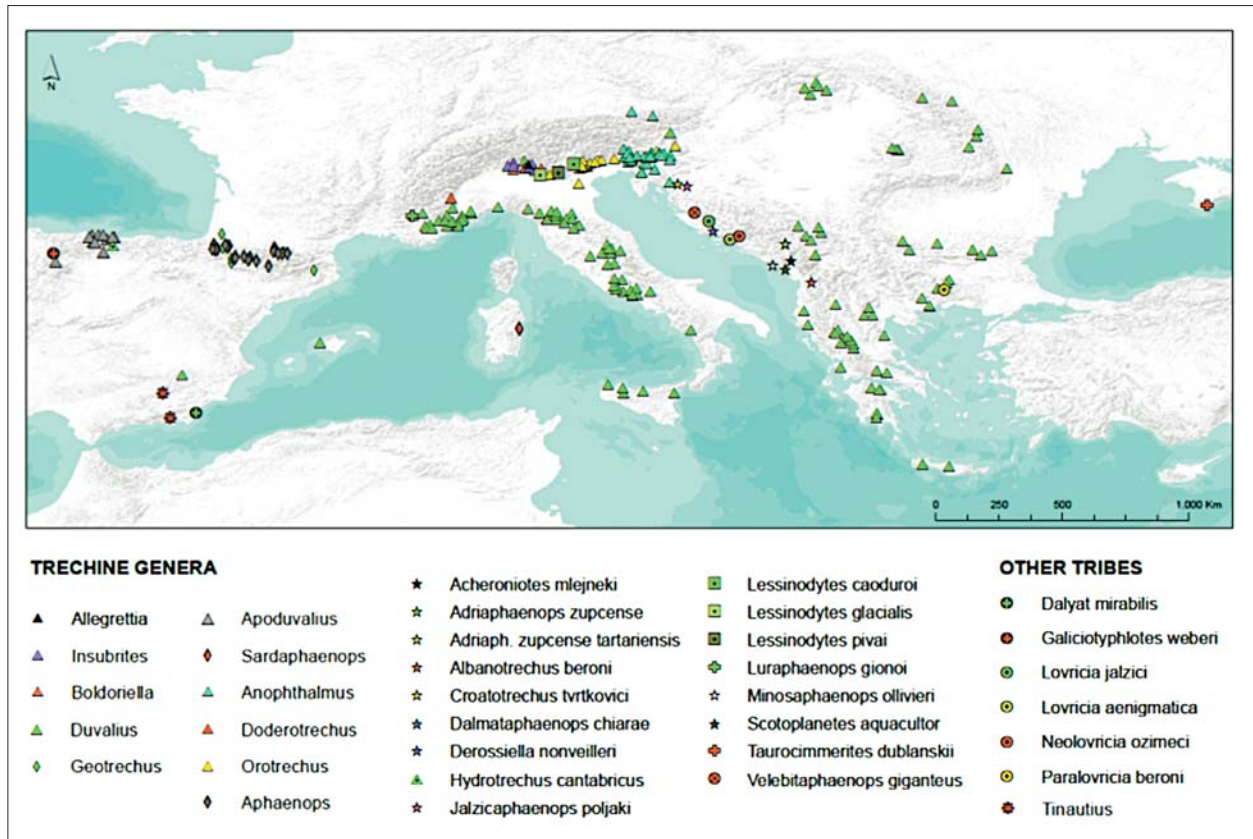 N
0 250 500 1.000 Km
TRECHINE GENERA
Allegrettia
Insubrites
Boldoriella
Duvalius
Geotrechus
Apoduvalius
Sardaphaenops
Anophthalmus
Doderotrechus
Orotrechus
Aphaenops
Acheroniotes mlejneki
Adriaphaenops zupcense
Adriaph. zupcense tartariensis
Albanotrechus beroni
Croatotrechus tvrtkovici
Dalmataphaenops chiarae
Derossiella nonveilleri
Hydrotrechus cantabricus
Jalzicaphaenops poljaki
Lessinodytes caoduroi
Lessinodytes glacialis
Lessinodytes pivai
Luraphaenops gionoi
Minosaphaenops ollivieri
Scotoplanetes aquacultor
Taurocimmerites dublanskii
Velebitaphaenops giganteus
OTHER TRIBES
Dalyat mirabilis
Galiciotyphlotes weberi
Lovricia jalzici
Lovricia aenigmatica
Neolovricia ozimeci
Paralovricia beroni
Tinautius